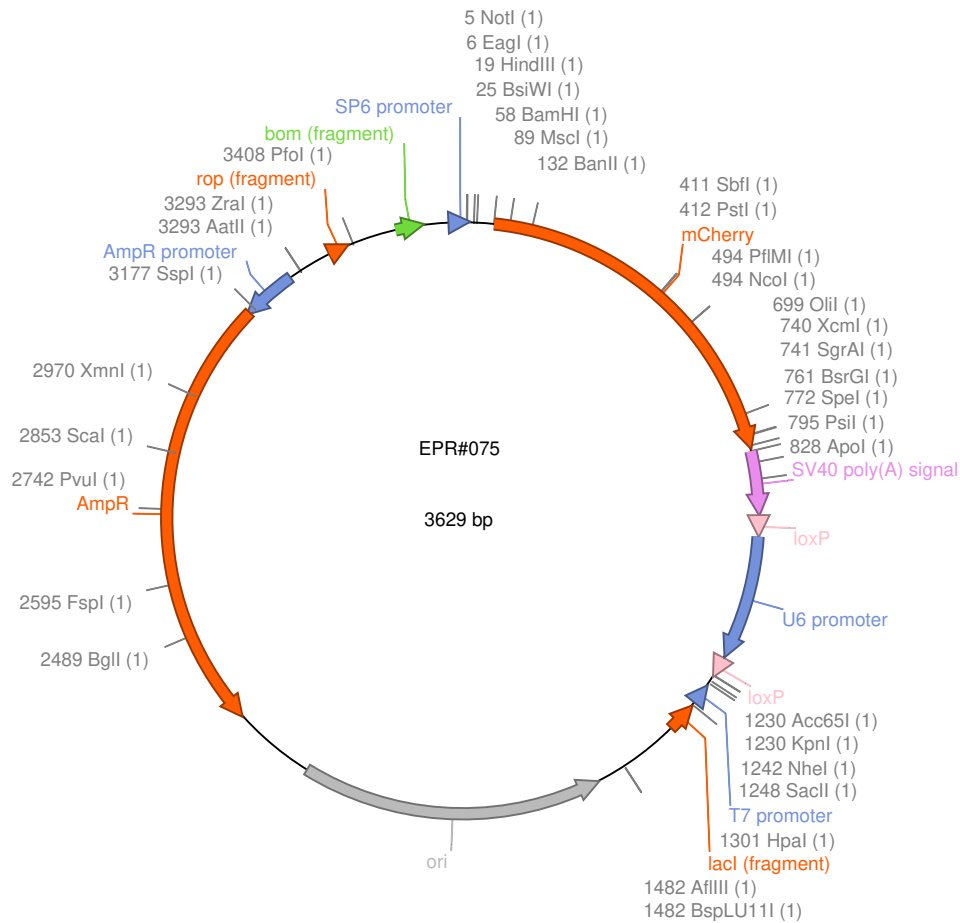 5 NotI (1)
6 EagI (1)
19 HindIII (1)
25 BsiWI (1)
58 BamHI (1)
89 MscI (1)
132 BanII (1)
SP6 promoter
bom (fragment)
3408 PfoI (1)
rop (fragment)
3293 ZraI (1)
3293 AatII (1)
AmpR promoter
3177 SspI (1)
2970 XmnI (1)
2853 ScaI (1)
2742 PvuI (1)
AmpR
2595 FspI (1)
2489 BglI (1)
411 SbfI (1)
412 PstI (1)
mCherry
494 PflMI (1)
494 NcoI (1)
699 OliI (1)
740 XcmI (1)
741 SgrAI (1)
761 BsrGI (1)
772 SpeI (1)
795 PsiI (1)
828 ApoI (1)
SV40 poly(A) signal
loxP
U6 promoter
loxP
1230 Acc65I (1)
1230 KpnI (1)
1242 NheI (1)
1248 SacII (1)
T7 promoter
1301 HpaI (1)
lacI (fragment)
1482 AflIII (1)
1482 BspLU11I (1)
ori
EPR#075
3629 bp